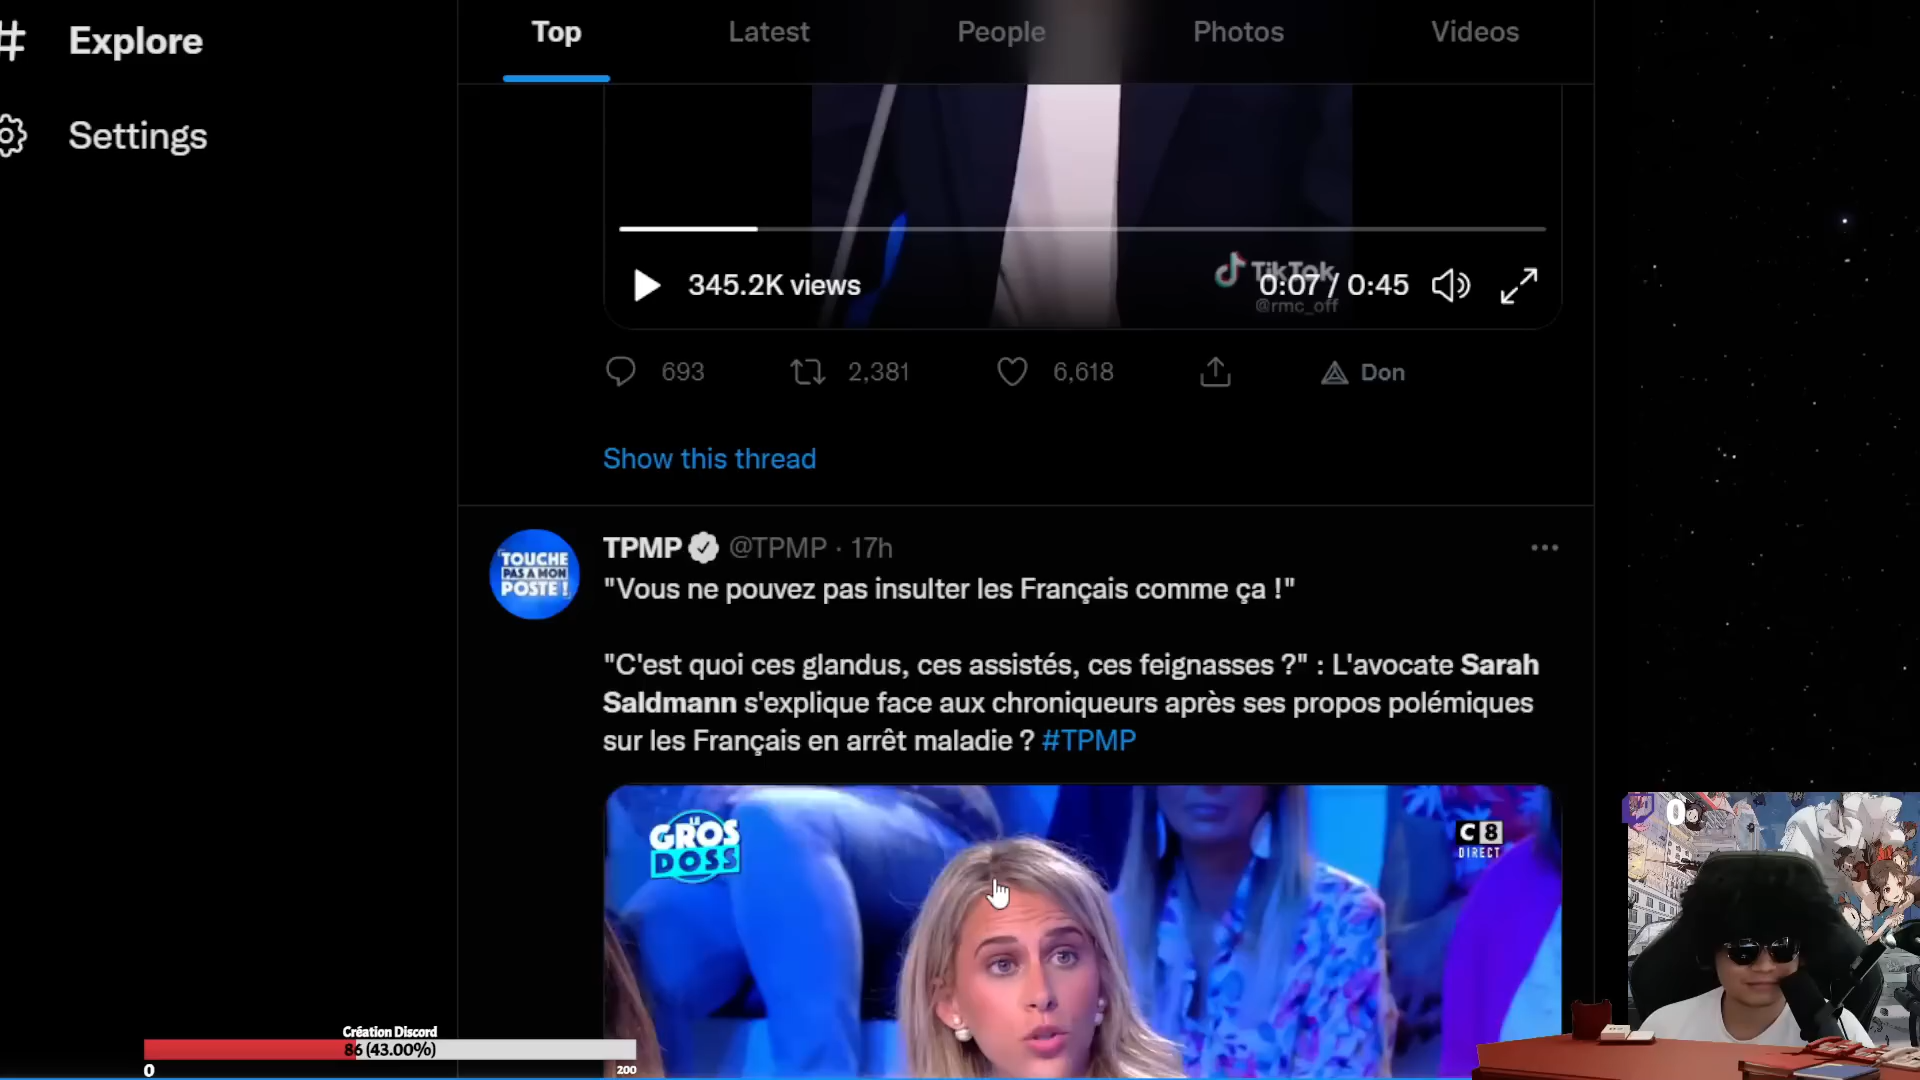 Explore
Settings
Top
Latest
People
Photos
Videos
345.2K views
TikTok
0:07 / 0:45
@rmc_off
693
2,381
6,618
Don
Show this thread
TOUCHE
PAS A MON
POSTE !
TPMP @TPMP · 17h
"Vous ne pouvez pas insulter les Français comme ça !"
"C'est quoi ces glandus, ces assistés, ces feignasses ?" : L'avocate Sarah
Saldmann s'explique face aux chroniqueurs après ses propos polémiques
sur les Français en arrêt maladie ? #TPMP
LE
GROS
DOSS
C8
DIRECT
0
Création Discord
86 (43.00%)
0
200